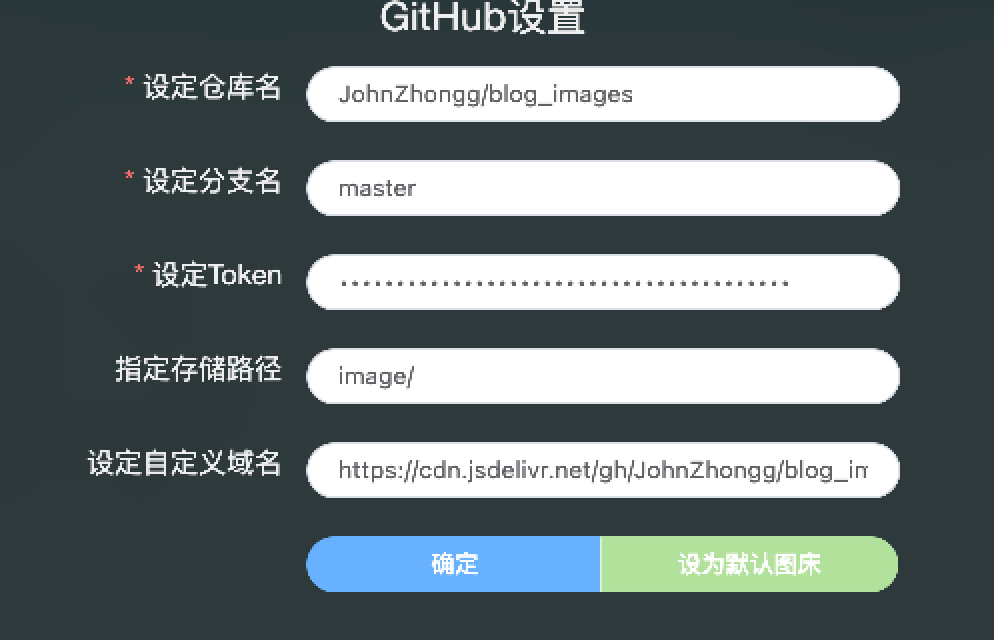 GitHub设置
* 设定仓库名
JohnZhongg/blog_images
* 设定分支名
master
* 设定Token
指定存储路径
image/
设定自定义域名
https://cdn.jsdelivr.net/gh/JohnZhongg/blog_im
确定
设为默认图床